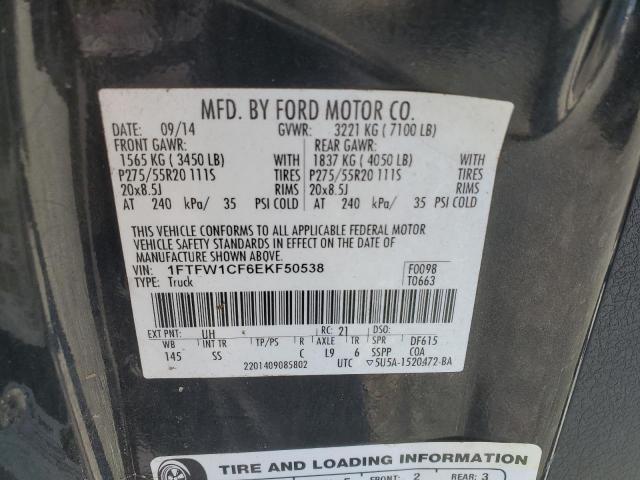 MFD. BY FORD MOTOR CO.
DATE: 09/14 GVWR: 3221 KG ( 7100 LB)
FRONT GAWR: REAR GAWR:
1565 KG ( 3450 LB) WITH 1837 KG ( 4050 LB) WITH
P275/55R20 111S TIRES P275/55R20 111S TIRES
20x8.5J RIMS 20x8.5J RIMS
AT 240 kPa/ 35 PSI COLD AT 240 kPa/ 35 PSI COLD
THIS VEHICLE CONFORMS TO ALL APPLICABLE FEDERAL MOTOR
VEHICLE SAFETY STANDARDS IN EFFECT ON THE DATE OF
MANUFACTURE SHOWN ABOVE.
VIN: 1FTFW1CF6EKF50538 F0098
TYPE: Truck T0663
EXT PNT: UH RC: 21 DSO:
WB INT TR TP/PS R AXLE TR SPR DF615
145 SS C L9 6 SSPP COA
2201409085802 UTC ▽5U5A-1520472-BA
TIRE AND LOADING INFORMATION
FRONT: 2 REAR: 3